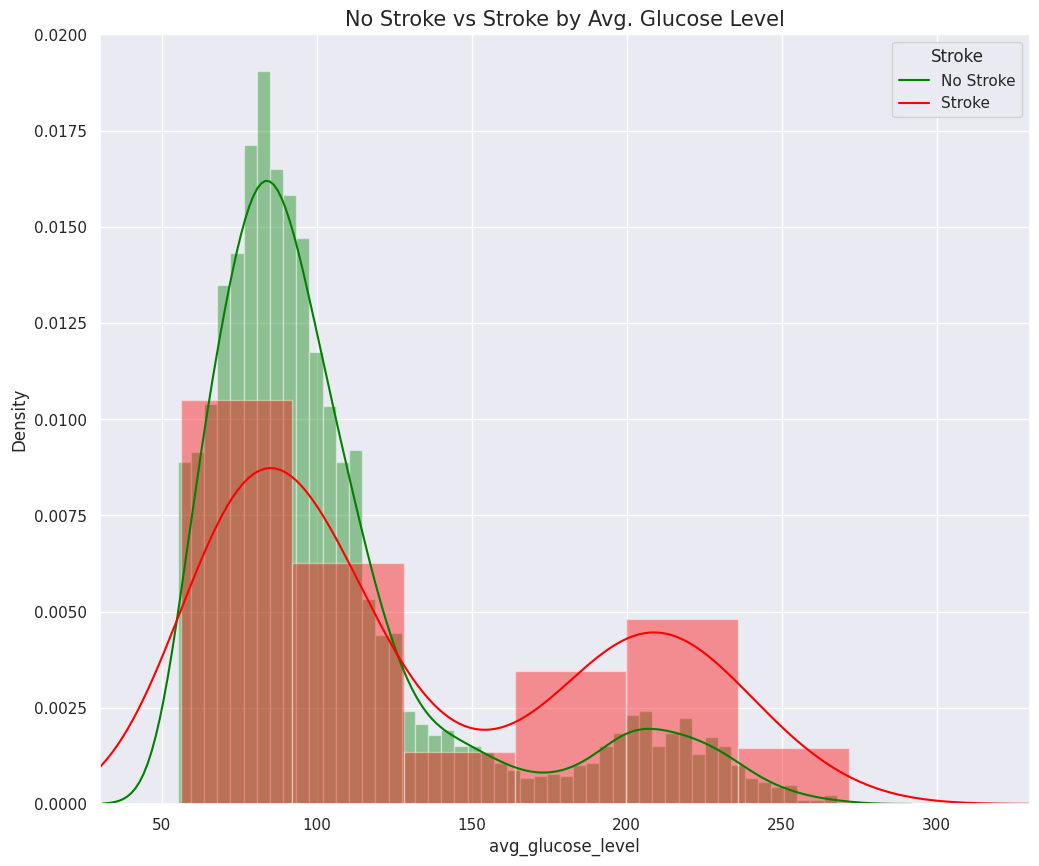 No Stroke vs Stroke by Avg. Glucose Level
Stroke
No Stroke
Stroke
Density
0.0200
0.0175
0.0150
0.0125
0.0100
0.0075
0.0050
0.0025
0.0000
50 100 150 200 250 300
avg_glucose_level